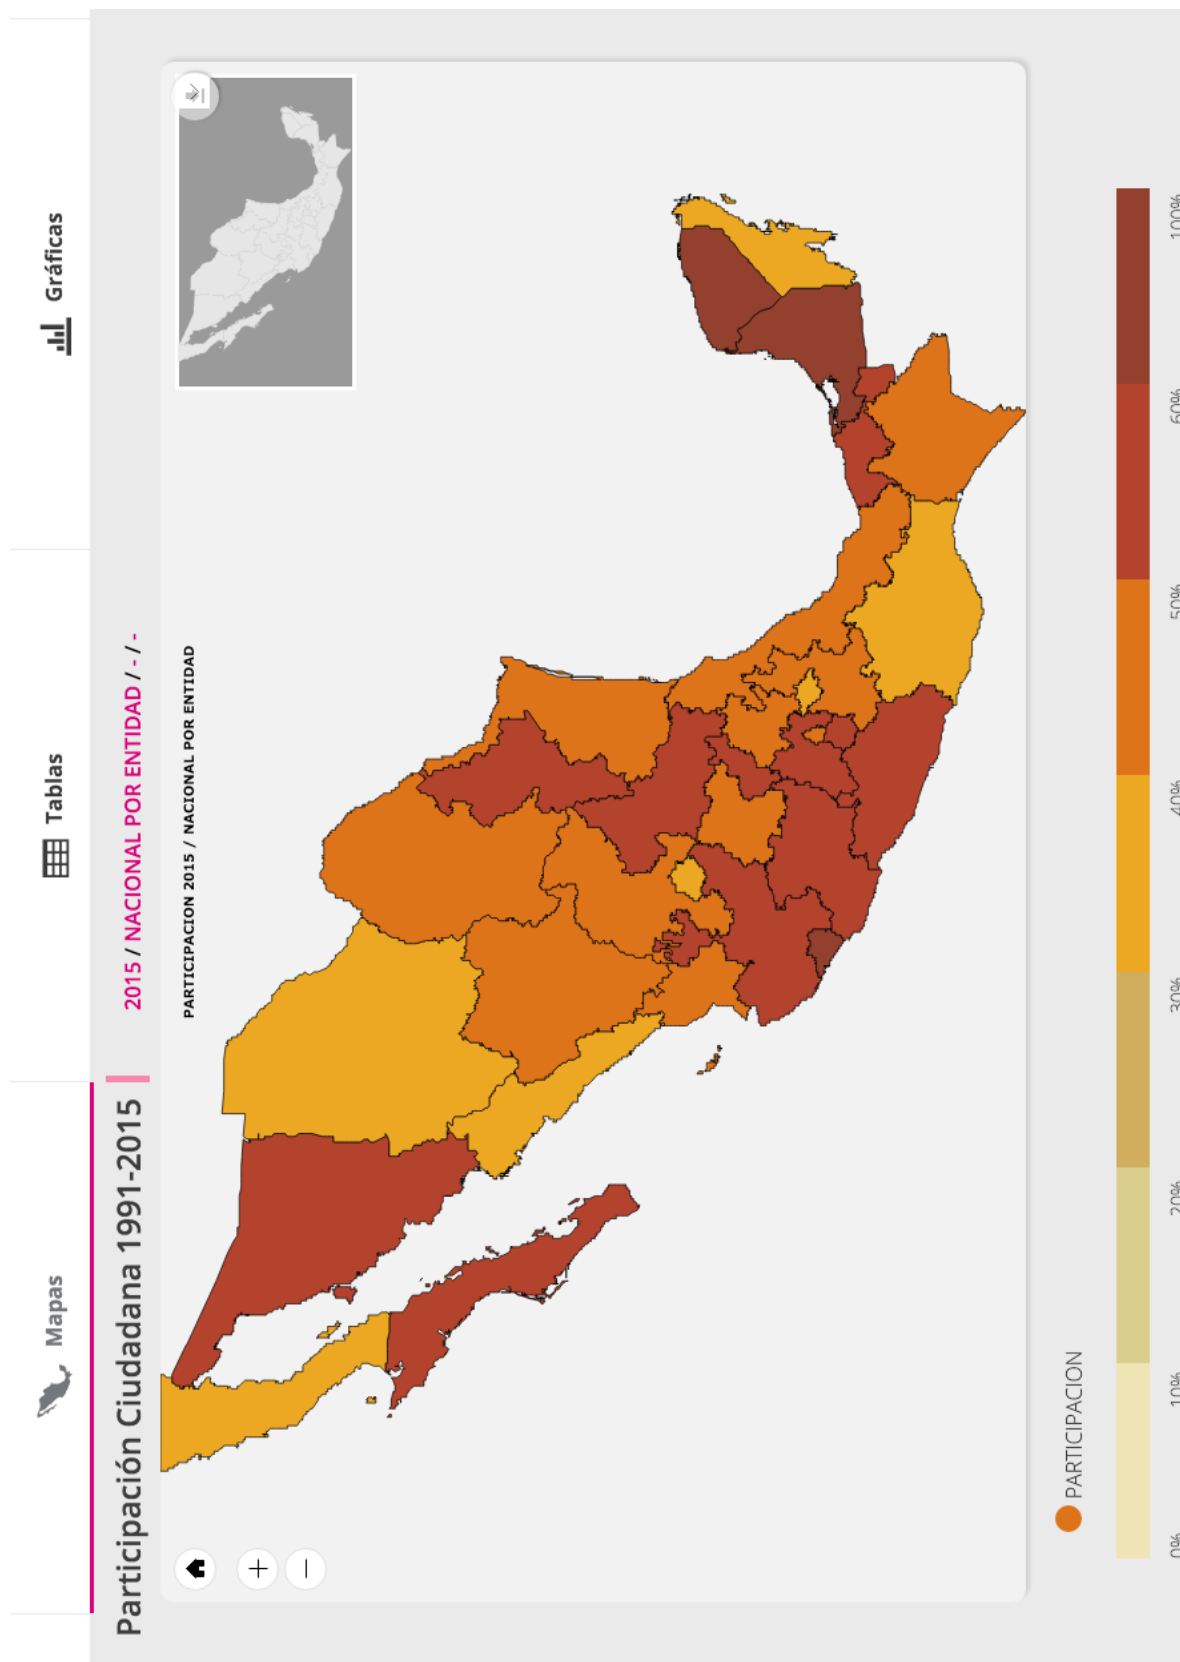 Mapas
Tablas
Gráficas
Participación Ciudadana 1991-2015
2015 / NACIONAL POR ENTIDAD / - / -
PARTICIPACION 2015 / NACIONAL POR ENTIDAD
+
−
PARTICIPACION
0%
10%
20%
30%
40%
50%
60%
100%